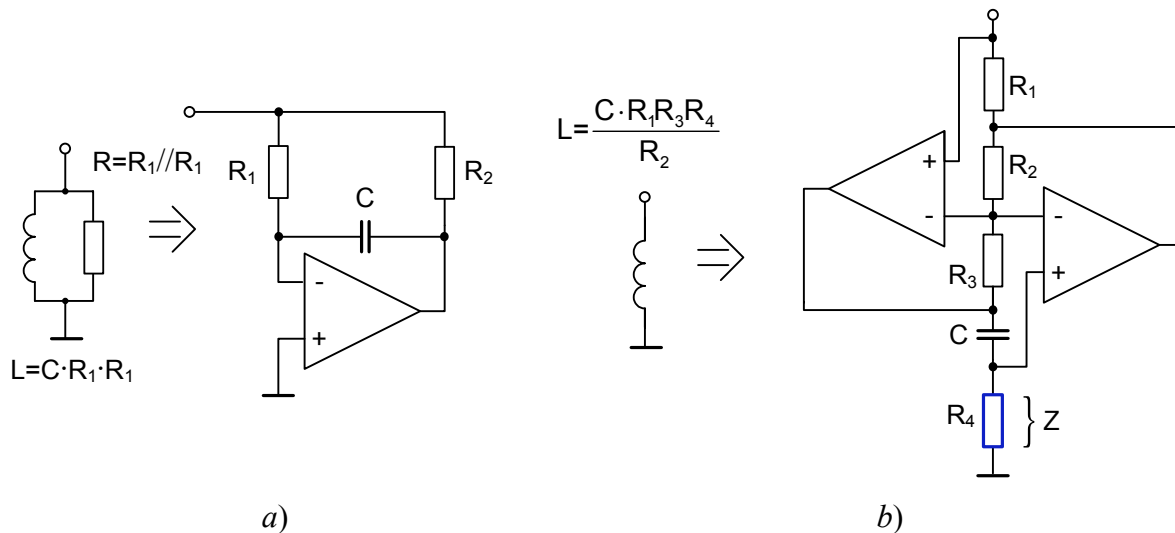 R=R₁//R₁
L=C·R₁·R₁
R₁
C
R₂
-
+
a)
L=C·R₁R₃R₄
R₂
R₁
+
R₂
-
-
R₃
+
C
R₄ } Z
b)